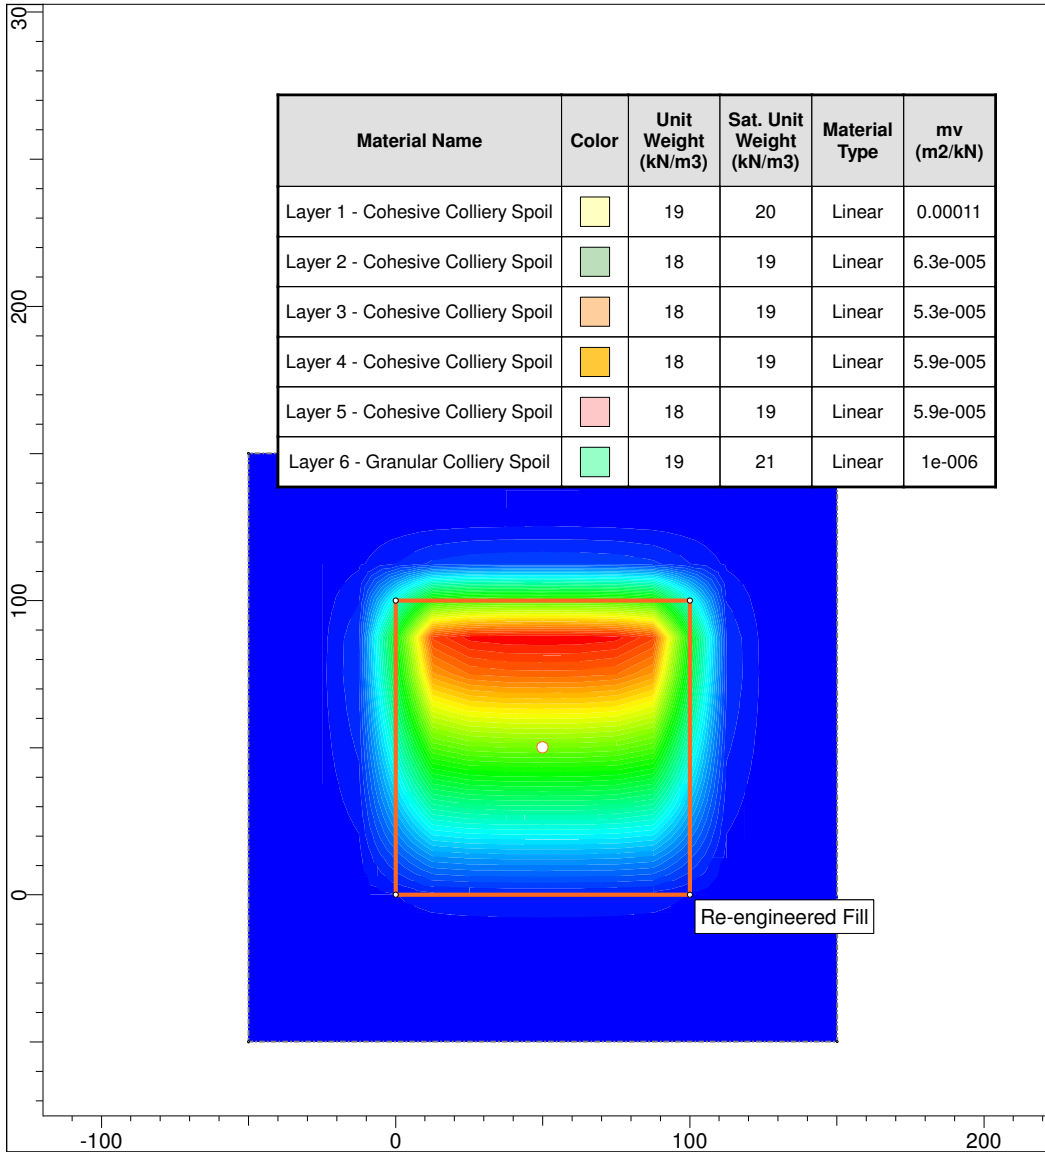 30
Material Name Color Unit Weight (kN/m3) Sat. Unit Weight (kN/m3) Material Type mv (m2/kN)
Layer 1 - Cohesive Colliery Spoil 19 20 Linear 0.00011
Layer 2 - Cohesive Colliery Spoil 18 19 Linear 6.3e-005
Layer 3 - Cohesive Colliery Spoil 18 19 Linear 5.3e-005
200
Layer 4 - Cohesive Colliery Spoil 18 19 Linear 5.9e-005
Layer 5 - Cohesive Colliery Spoil 18 19 Linear 5.9e-005
Layer 6 - Granular Colliery Spoil 19 21 Linear 1e-006
100
0
Re-engineered Fill
-100 0 100 200